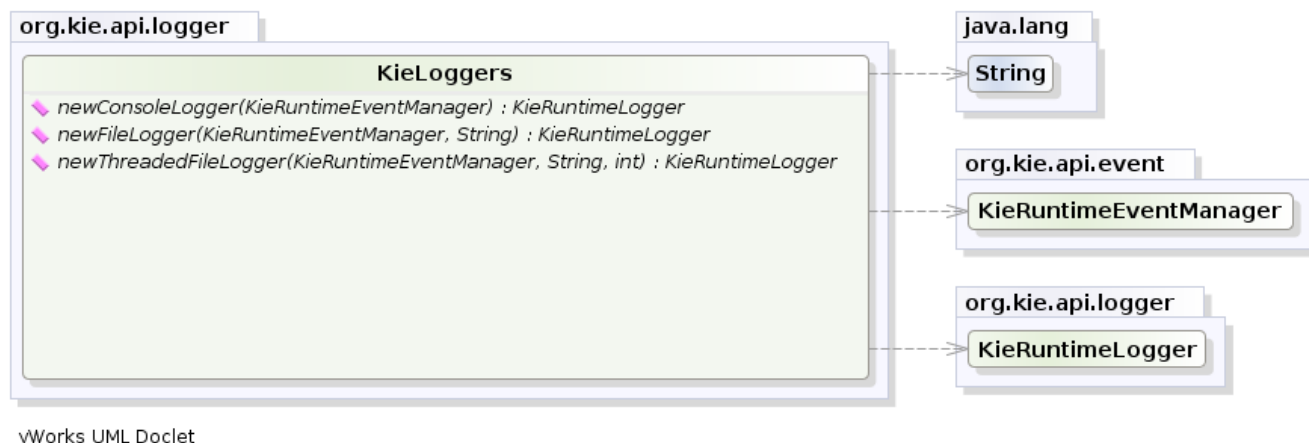 org.kie.api.logger
KieLoggers
newConsoleLogger(KieRuntimeEventManager) : KieRuntimeLogger
newFileLogger(KieRuntimeEventManager, String) : KieRuntimeLogger
newThreadedFileLogger(KieRuntimeEventManager, String, int) : KieRuntimeLogger
java.lang
String
org.kie.api.event
KieRuntimeEventManager
org.kie.api.logger
KieRuntimeLogger
yWorks UML Doclet